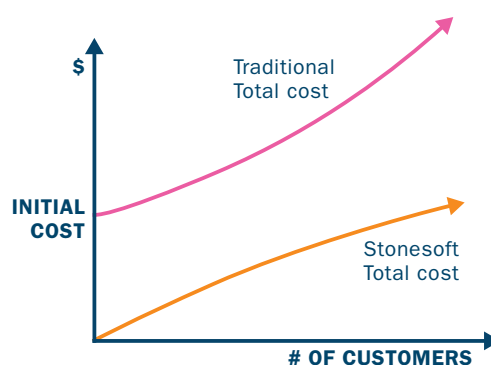 $
Traditional
Total cost
INITIAL
COST
Stonesoft
Total cost
# OF CUSTOMERS